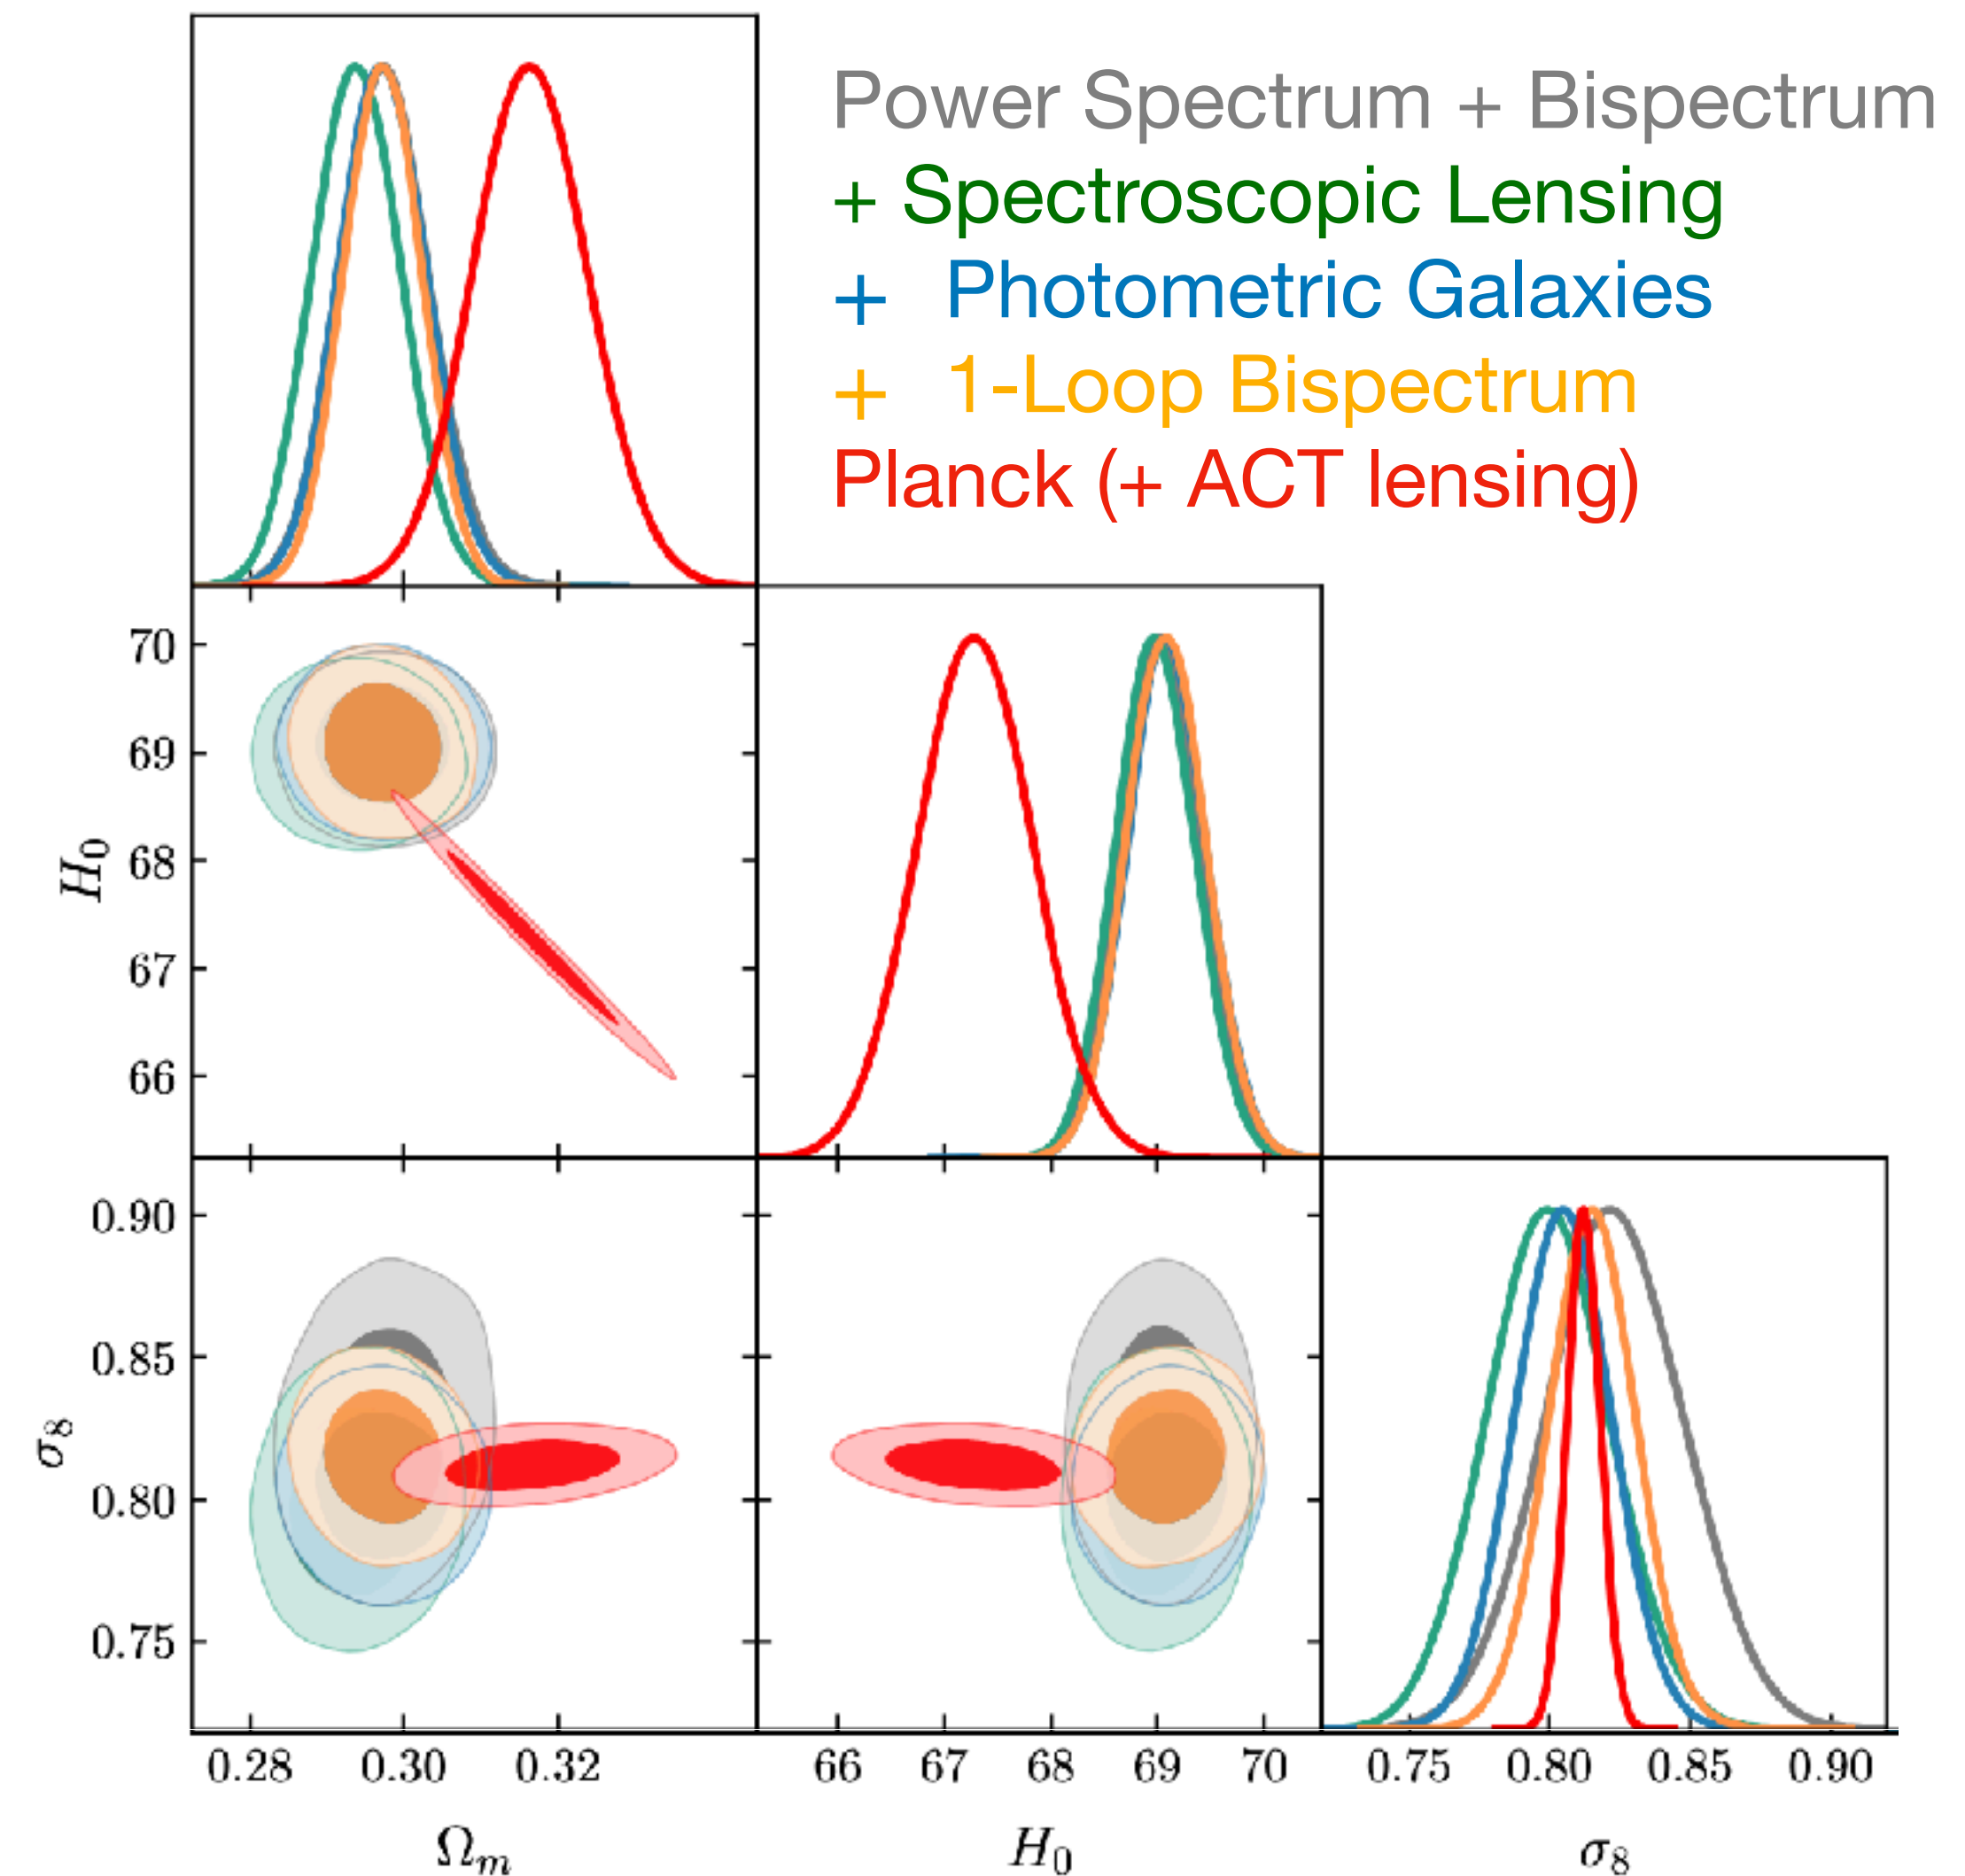 Power Spectrum + Bispectrum
+ Spectroscopic Lensing
+ Photometric Galaxies
+ 1-Loop Bispectrum
Planck (+ ACT lensing)
70
69
68
67
66
H₀
0.90
0.85
0.80
0.75
σ₈
0.28 0.30 0.32 66 67 68 69 70 0.75 0.80 0.85 0.90
Ωₘ H₀ σ₈